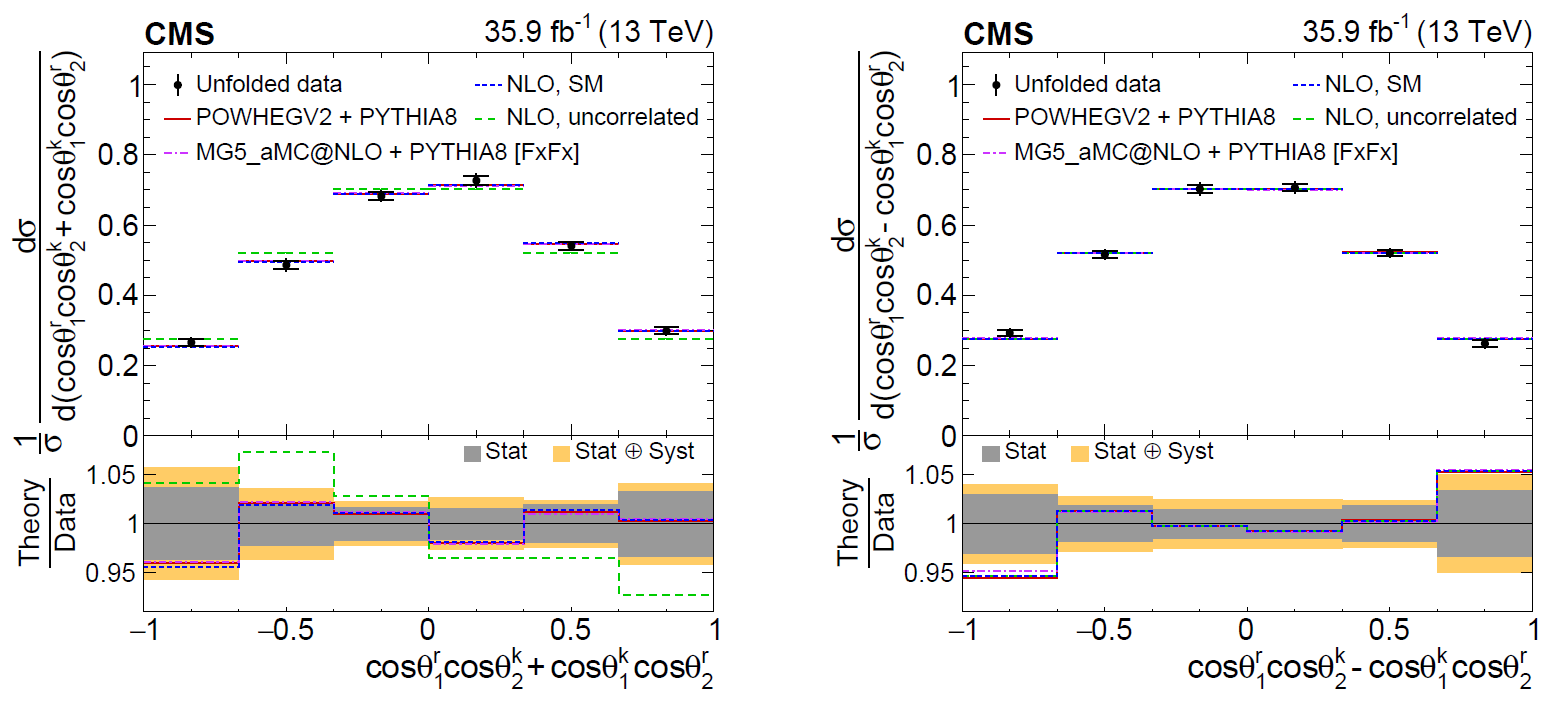 CMS 35.9 fb⁻¹ (13 TeV)
Unfolded data
NLO, SM
POWHEGV2 + PYTHIA8
NLO, uncorrelated
MG5_aMC@NLO + PYTHIA8 [FxFx]
1/σ dσ/d(cosθ₁ʳcosθ₂ᵏ + cosθ₁ᵏcosθ₂ʳ)
1
0.8
0.6
0.4
0.2
0
Stat
Stat ⊕ Syst
Theory/Data
1.05
1
0.95
−1 −0.5 0 0.5 1
cosθ₁ʳcosθ₂ᵏ + cosθ₁ᵏcosθ₂ʳ
CMS 35.9 fb⁻¹ (13 TeV)
Unfolded data
NLO, SM
POWHEGV2 + PYTHIA8
NLO, uncorrelated
MG5_aMC@NLO + PYTHIA8 [FxFx]
1/σ dσ/d(cosθ₁ʳcosθ₂ᵏ - cosθ₁ᵏcosθ₂ʳ)
1
0.8
0.6
0.4
0.2
0
Stat
Stat ⊕ Syst
Theory/Data
1.05
1
0.95
−1 −0.5 0 0.5 1
cosθ₁ʳcosθ₂ᵏ - cosθ₁ᵏcosθ₂ʳ